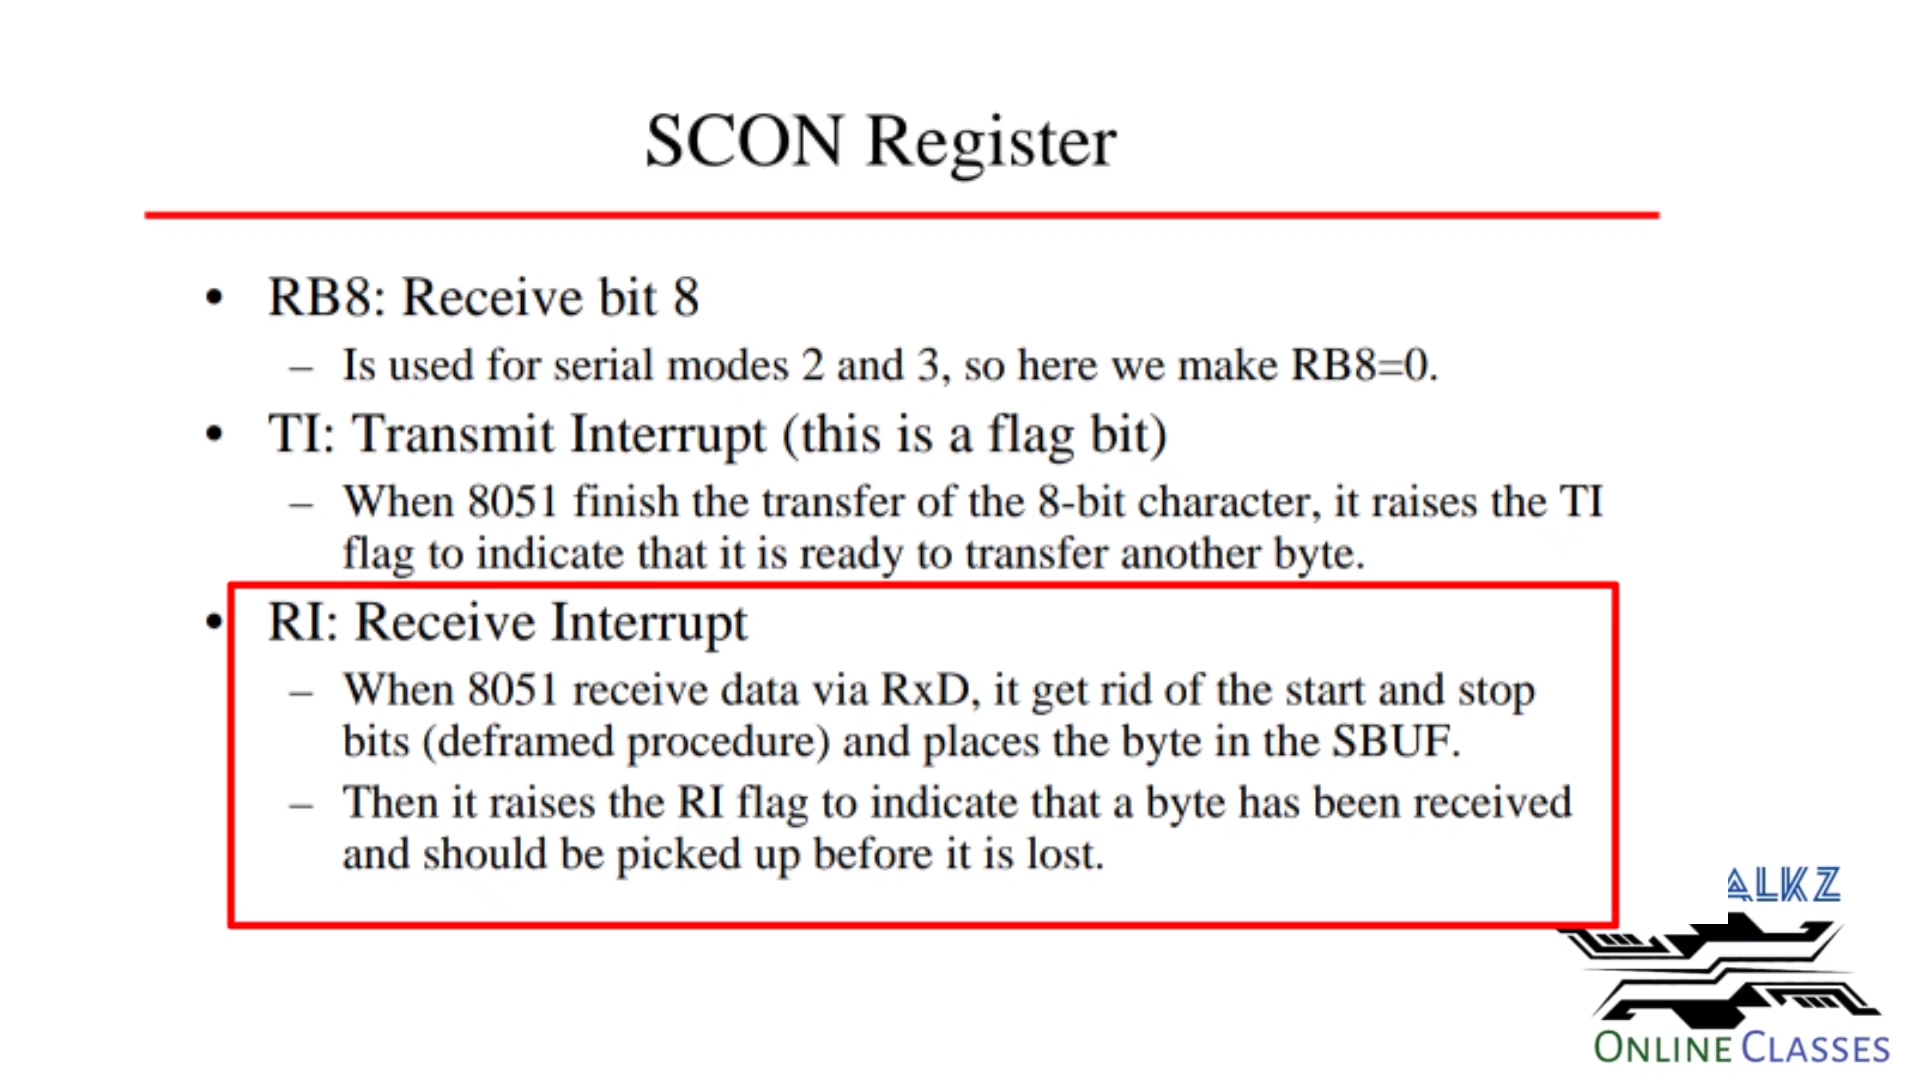 SCON Register
• RB8: Receive bit 8
– Is used for serial modes 2 and 3, so here we make RB8=0.
• TI: Transmit Interrupt (this is a flag bit)
– When 8051 finish the transfer of the 8-bit character, it raises the TI
flag to indicate that it is ready to transfer another byte.
• RI: Receive Interrupt
– When 8051 receive data via RxD, it get rid of the start and stop
bits (deframed procedure) and places the byte in the SBUF.
– Then it raises the RI flag to indicate that a byte has been received
and should be picked up before it is lost.
ALKZ
ONLINE CLASSES